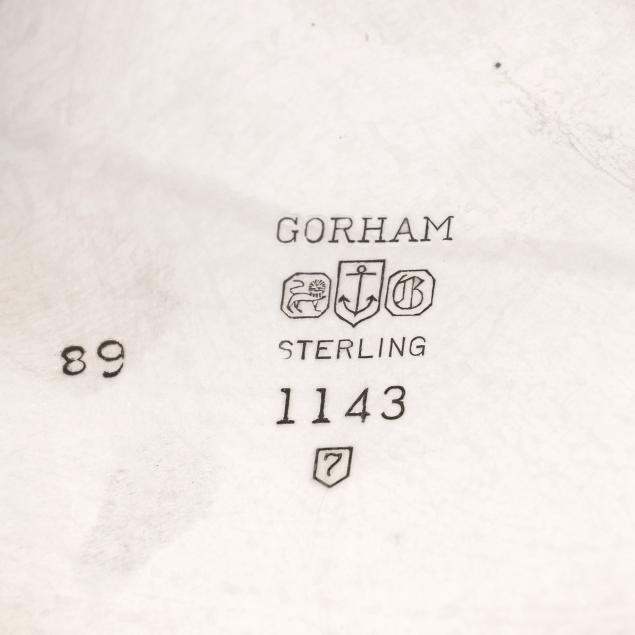 GORHAM
G
STERLING
89
1143
7